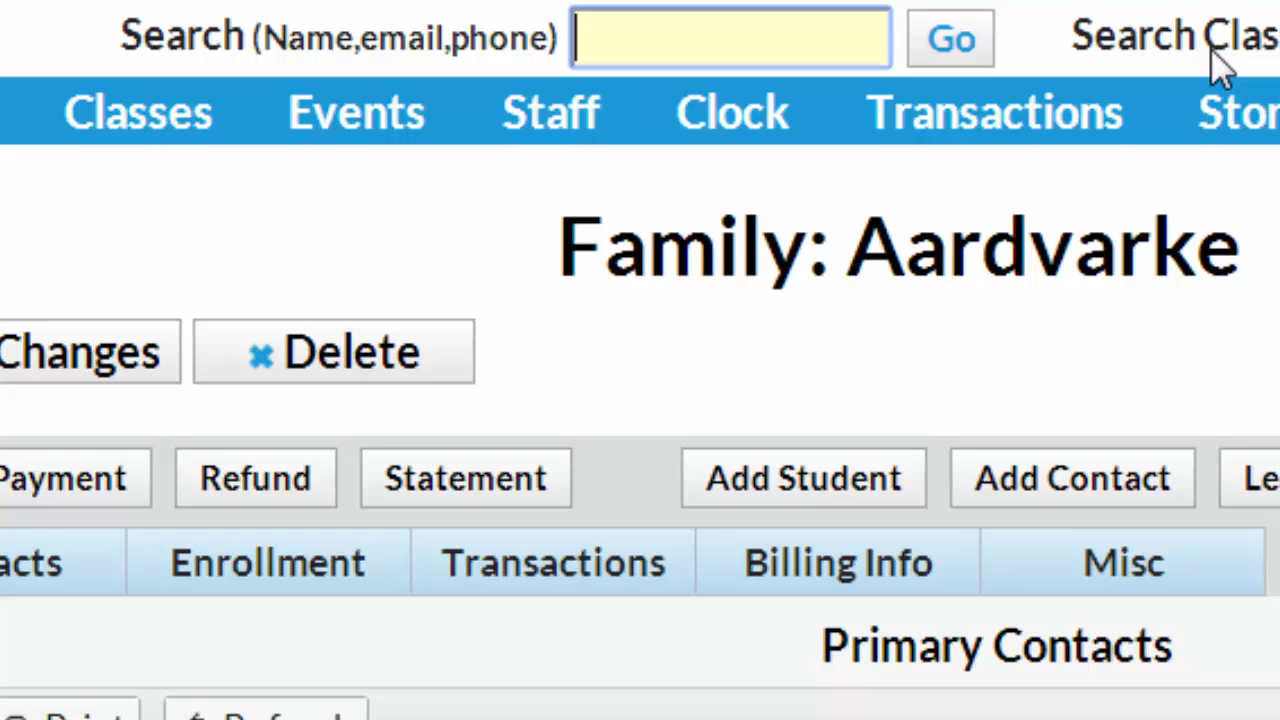 Search (Name,email,phone) Go Search Clas
Classes Events Staff Clock Transactions Stor
Family: Aardvarke
Changes Delete
Payment Refund Statement Add Student Add Contact Le
acts Enrollment Transactions Billing Info Misc
Primary Contacts